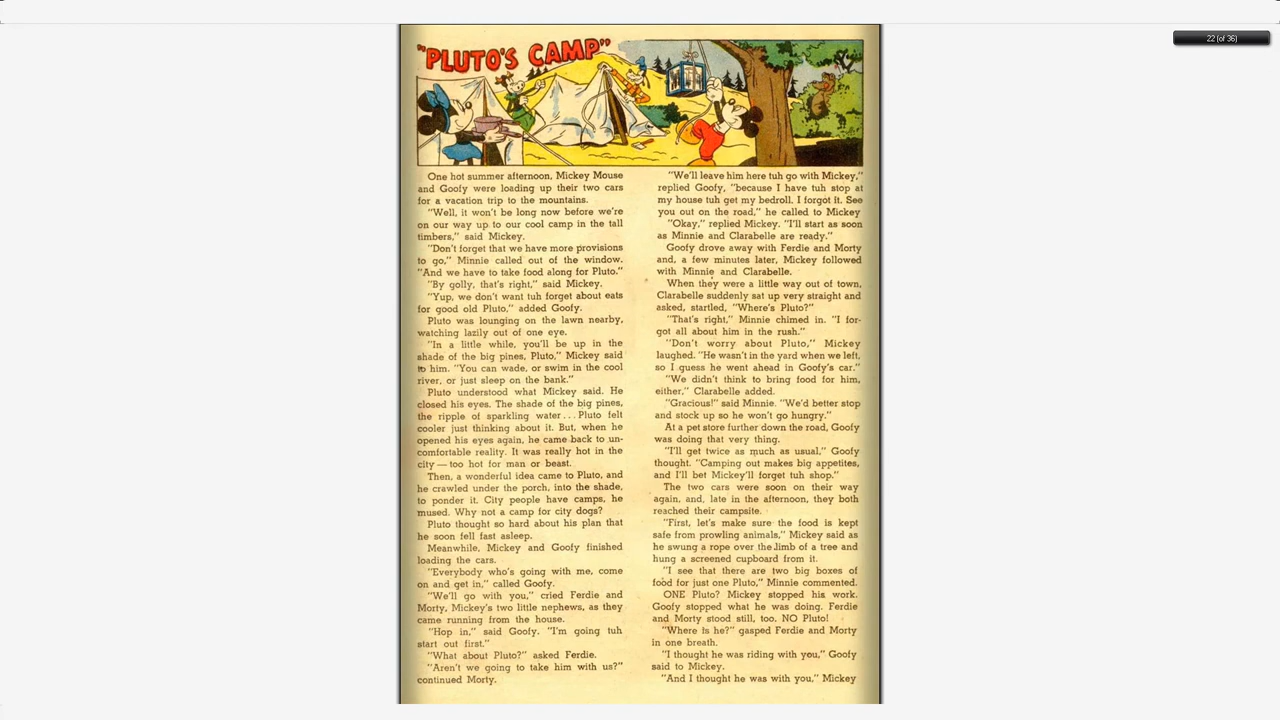 22 (of 36)
"PLUTO'S CAMP"
One hot summer afternoon, Mickey Mouse
and Goofy were loading up their two cars
for a vacation trip to the mountains.
"Well, it won't be long now before we're
on our way up to our cool camp in the tall
timbers," said Mickey.
"Don't forget that we have more provisions
to go," Minnie called out of the window.
"And we have to take food along for Pluto."
"By golly, that's right," said Mickey.
"Yup, we don't want tuh forget about eats
for good old Pluto," added Goofy.
Pluto was lounging on the lawn nearby,
watching lazily out of one eye.
"In a little while, you'll be up in the
shade of the big pines, Pluto," Mickey said
to him. "You can wade, or swim in the cool
river, or just sleep on the bank."
Pluto understood what Mickey said. He
closed his eyes. The shade of the big pines,
the ripple of sparkling water . . . Pluto felt
cooler just thinking about it. But, when he
opened his eyes again, he came back to un-
comfortable reality. It was really hot in the
city — too hot for man or beast.
Then, a wonderful idea came to Pluto, and
he crawled under the porch, into the shade,
to ponder it. City people have camps, he
mused. Why not a camp for city dogs?
Pluto thought so hard about his plan that
he soon fell fast asleep.
Meanwhile, Mickey and Goofy finished
loading the cars.
"Everybody who's going with me, come
on and get in," called Goofy.
"We'll go with you," cried Ferdie and
Morty, Mickey's two little nephews, as they
came running from the house.
"Hop in," said Goofy. "I'm going tuh
start out first."
"What about Pluto?" asked Ferdie.
"Aren't we going to take him with us?"
continued Morty.
"We'll leave him here tuh go with Mickey,"
replied Goofy, "because I have tuh stop at
my house tuh get my bedroll. I forgot it. See
you out on the road," he called to Mickey
"Okay," replied Mickey. "I'll start as soon
as Minnie and Clarabelle are ready."
Goofy drove away with Ferdie and Morty
and, a few minutes later, Mickey followed
with Minnie and Clarabelle.
When they were a little way out of town,
Clarabelle suddenly sat up very straight and
asked, startled, "Where's Pluto?"
"That's right," Minnie chimed in. "I for-
got all about him in the rush."
"Don't worry about Pluto," Mickey
laughed. "He wasn't in the yard when we left,
so I guess he went ahead in Goofy's car."
"We didn't think to bring food for him,
either," Clarabelle added.
"Gracious!" said Minnie. "We'd better stop
and stock up so he won't go hungry."
At a pet store further down the road, Goofy
was doing that very thing.
"I'll get twice as much as usual," Goofy
thought. "Camping out makes big appetites,
and I'll bet Mickey'll forget tuh shop."
The two cars were soon on their way
again, and, late in the afternoon, they both
reached their campsite.
"First, let's make sure the food is kept
safe from prowling animals," Mickey said as
he swung a rope over the limb of a tree and
hung a screened cupboard from it.
"I see that there are two big boxes of
food for just one Pluto," Minnie commented.
ONE Pluto? Mickey stopped his work.
Goofy stopped what he was doing. Ferdie
and Morty stood still, too. NO Pluto!
"Where is he?" gasped Ferdie and Morty
in one breath.
"I thought he was riding with you," Goofy
said to Mickey.
"And I thought he was with you," Mickey